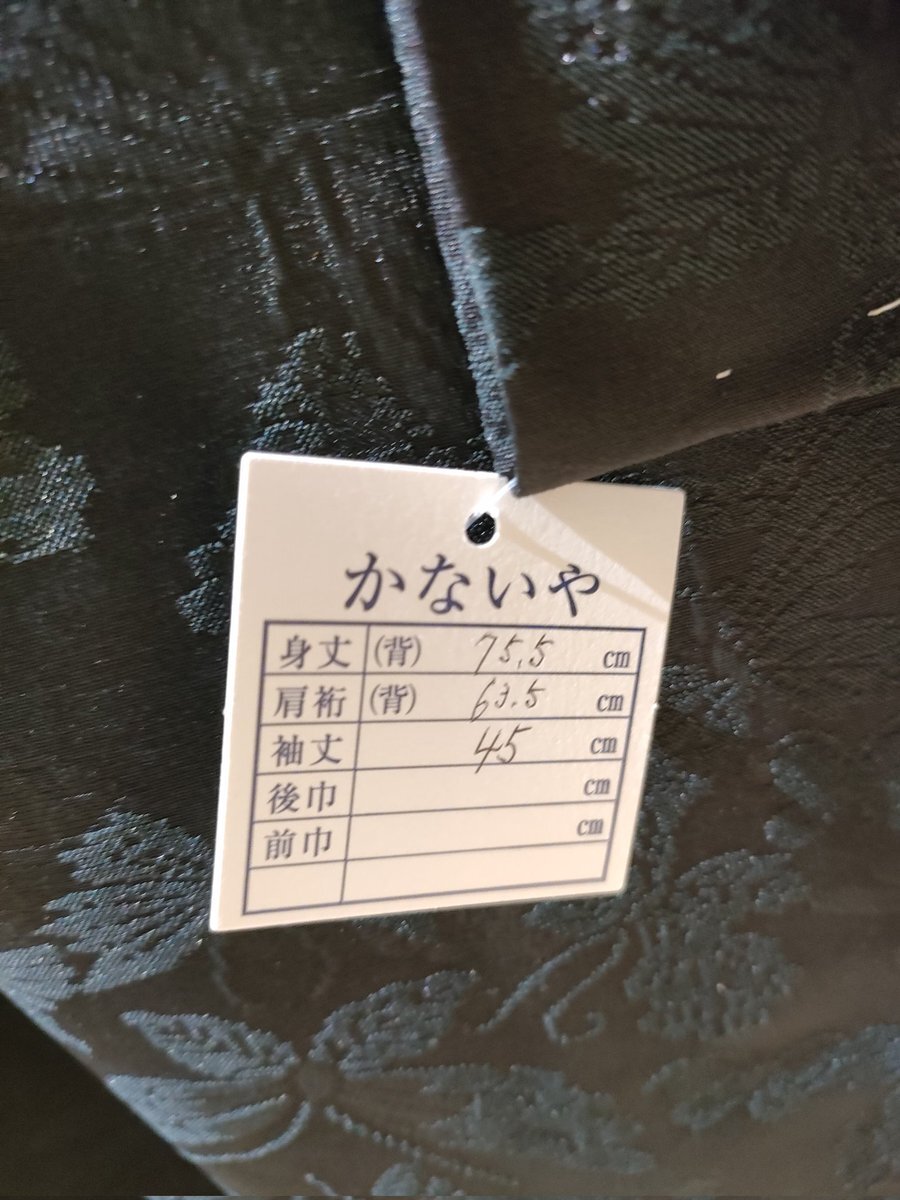 かないや
身丈 (背) 75.5 cm
肩裄 (背) 63.5 cm
袖丈 45 cm
後巾 cm
前巾 cm